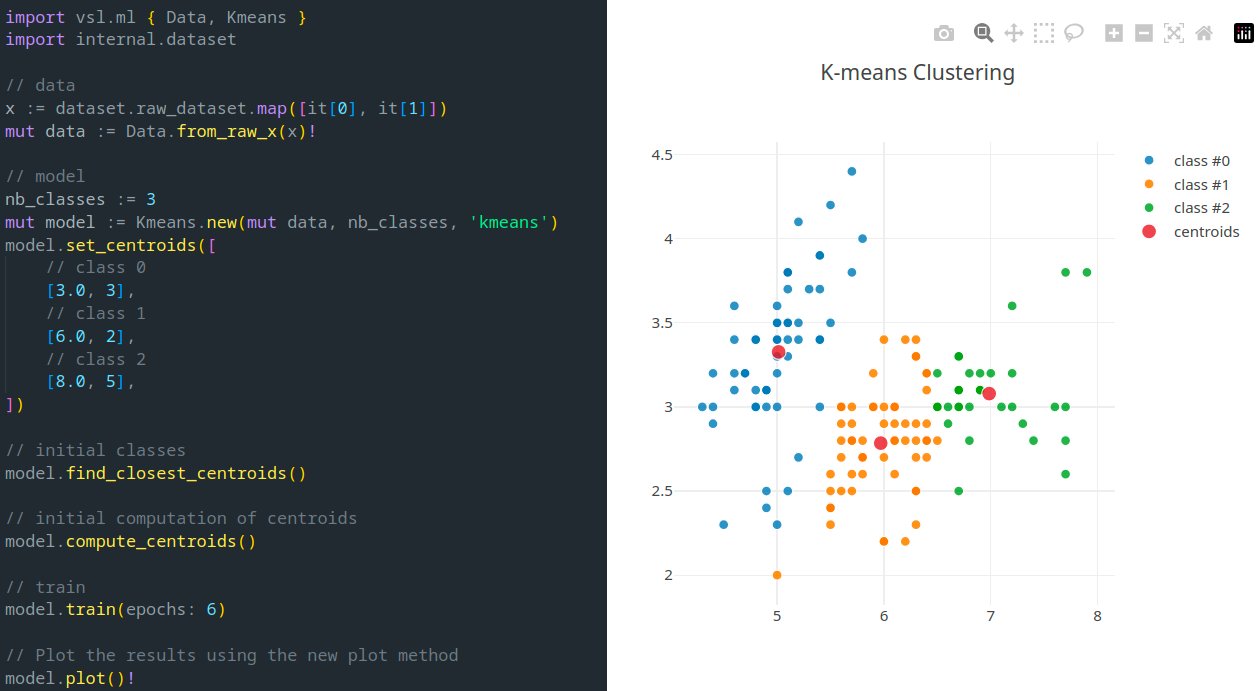 import vsl.ml { Data, Kmeans }
import internal.dataset
// data
x := dataset.raw_dataset.map([it[0], it[1]])
mut data := Data.from_raw_x(x)!
// model
nb_classes := 3
mut model := Kmeans.new(mut data, nb_classes, 'kmeans')
model.set_centroids([
    // class 0
    [3.0, 3],
    // class 1
    [6.0, 2],
    // class 2
    [8.0, 5],
])
// initial classes
model.find_closest_centroids()
// initial computation of centroids
model.compute_centroids()
// train
model.train(epochs: 6)
// Plot the results using the new plot method
model.plot()!
K-means Clustering
4.5
4
3.5
3
2.5
2
5 6 7 8
class #0
class #1
class #2
centroids